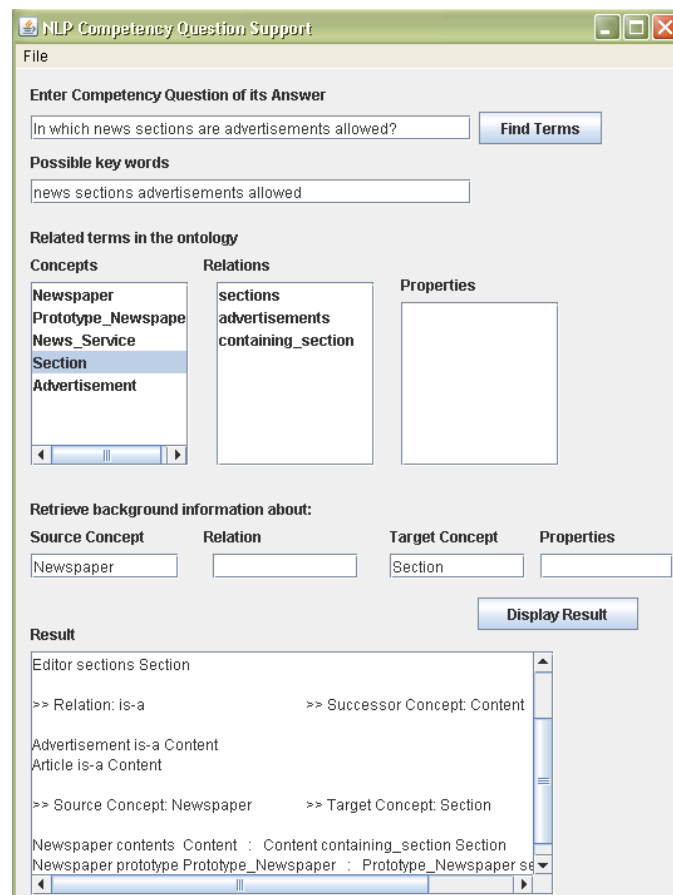 NLP Competency Question Support
File
Enter Competency Question of its Answer
In which news sections are advertisements allowed?
Find Terms
Possible key words
news sections advertisements allowed
Related terms in the ontology
Concepts
Relations
Properties
Newspaper
Prototype_Newspape
News_Service
Section
Advertisement
sections
advertisements
containing_section
Retrieve background information about:
Source Concept
Relation
Target Concept
Properties
Newspaper
Section
Display Result
Result
Editor sections Section
>> Relation: is-a >> Successor Concept: Content
Advertisement is-a Content
Article is-a Content
>> Source Concept: Newspaper >> Target Concept: Section
Newspaper contents Content : Content containing_section Section
Newspaper prototype Prototype_Newspaper : Prototype_Newspaper se